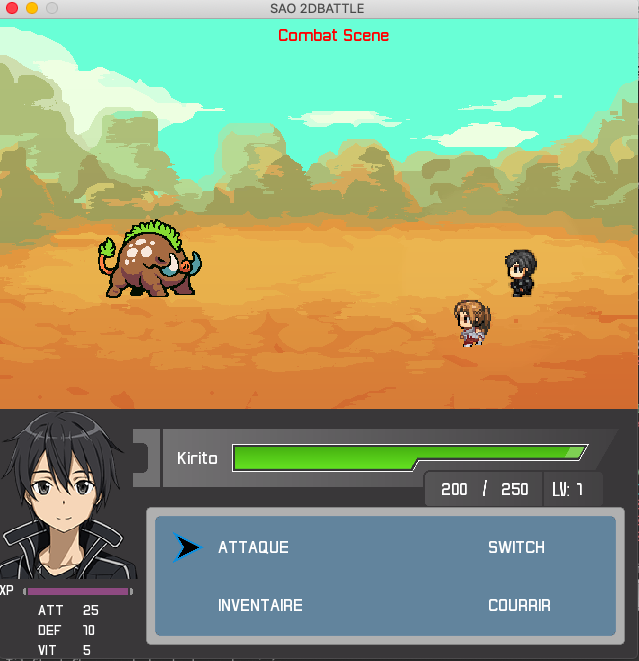 SAO 2DBATTLE
Combat Scene
Kirito
200 / 250 LV: 1
ATTAQUE SWITCH
INVENTAIRE COURRIR
XP
ATT 25
DEF 10
VIT 5